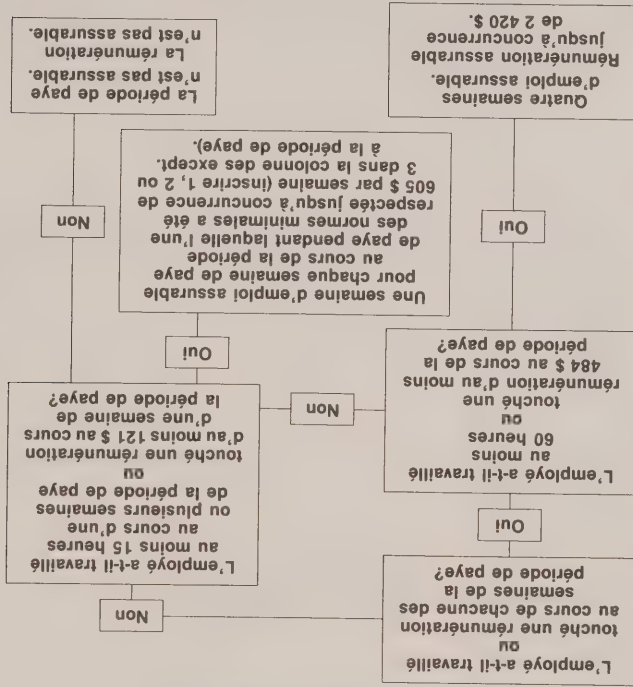 L'employé a-t-il travaillé
ou
touché une rémunération
au cours de chacune des
semaines de la
période de paye?
Non
Oui
L'employé a-t-il travaillé
au moins 15 heures
au cours d'une
ou plusieurs semaines
de la période de paye
ou
touché une rémunération
d'au moins 121 $ au cours
d'une semaine de
la période de paye?
L'employé a-t-il travaillé
au moins
60 heures
ou
touché une
rémunération d'au moins
484 $ au cours de la
période de paye?
Non
Oui
Une semaine d'emploi assurable
pour chaque semaine de paye
au cours de la période
de paye pendant laquelle l'une
des normes minimales a été
respectée jusqu'à concurrence de
605 $ par semaine (inscrire 1, 2 ou
3 dans la colonne des except.
à la période de paye).
Oui
Non
Quatre semaines
d'emploi assurable.
Rémunération assurable
jusqu'à concurrence
de 2 420 $.
La période de paye
n'est pas assurable.
La rémunération
n'est pas assurable.